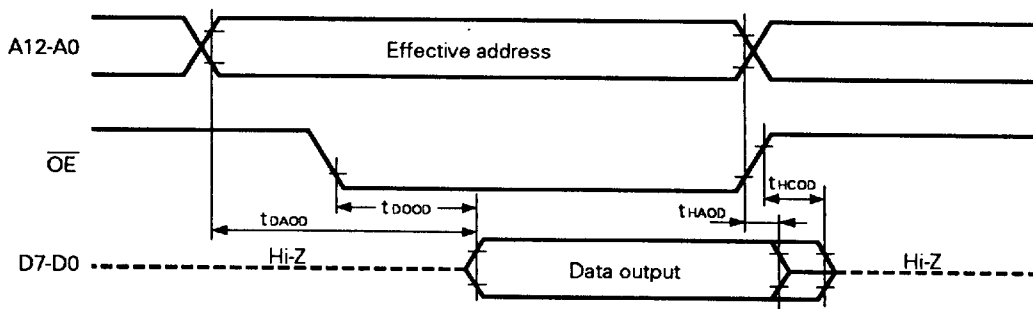 A12-A0
Effective address
OE
tHCOD
tDOOD
tHAOD
tDAOD
D7-D0
Hi-Z
Data output
Hi-Z